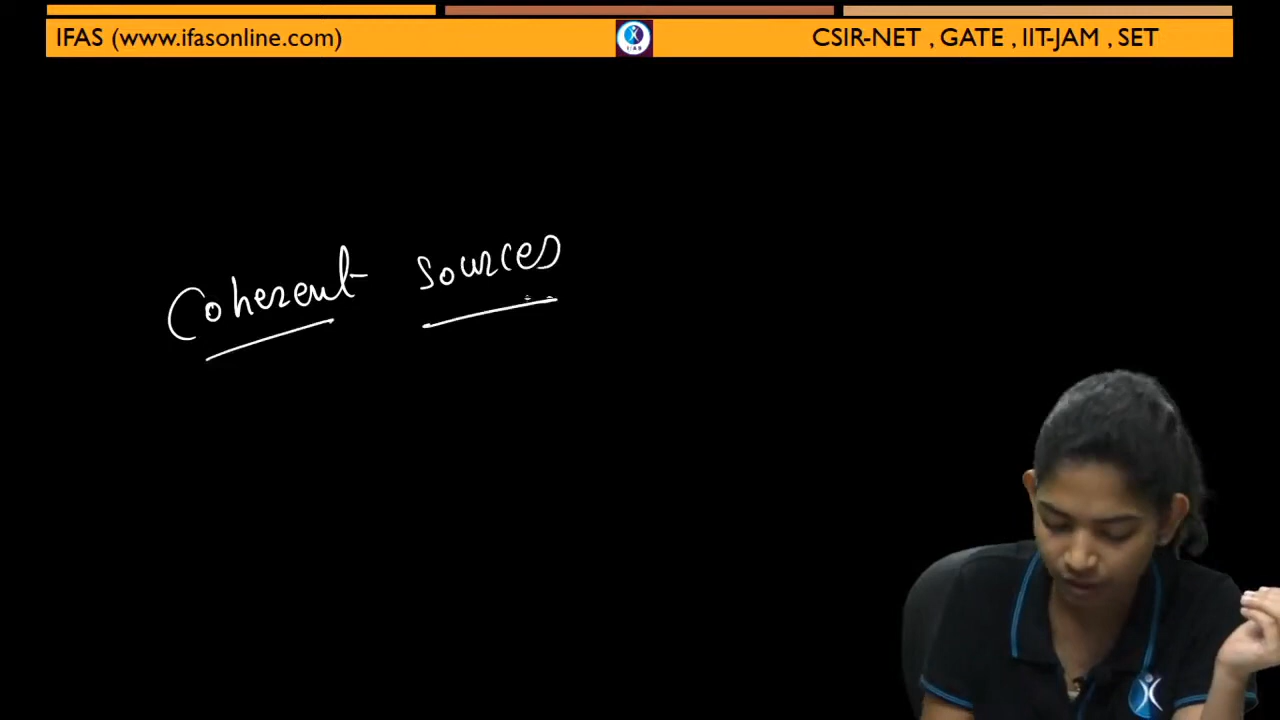 IFAS (www.ifasonline.com)
CSIR-NET , GATE , IIT-JAM , SET
Coherent sources